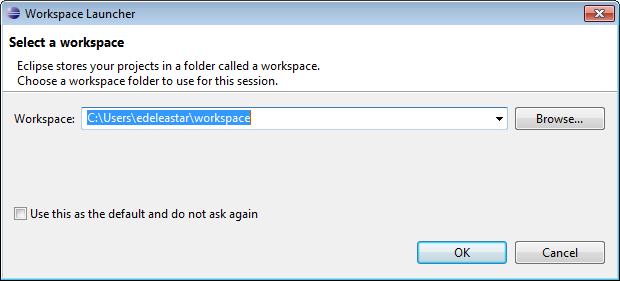 Workspace Launcher
Select a workspace
Eclipse stores your projects in a folder called a workspace.
Choose a workspace folder to use for this session.
Workspace: C:\Users\edeleastar\workspace Browse...
Use this as the default and do not ask again
OK Cancel